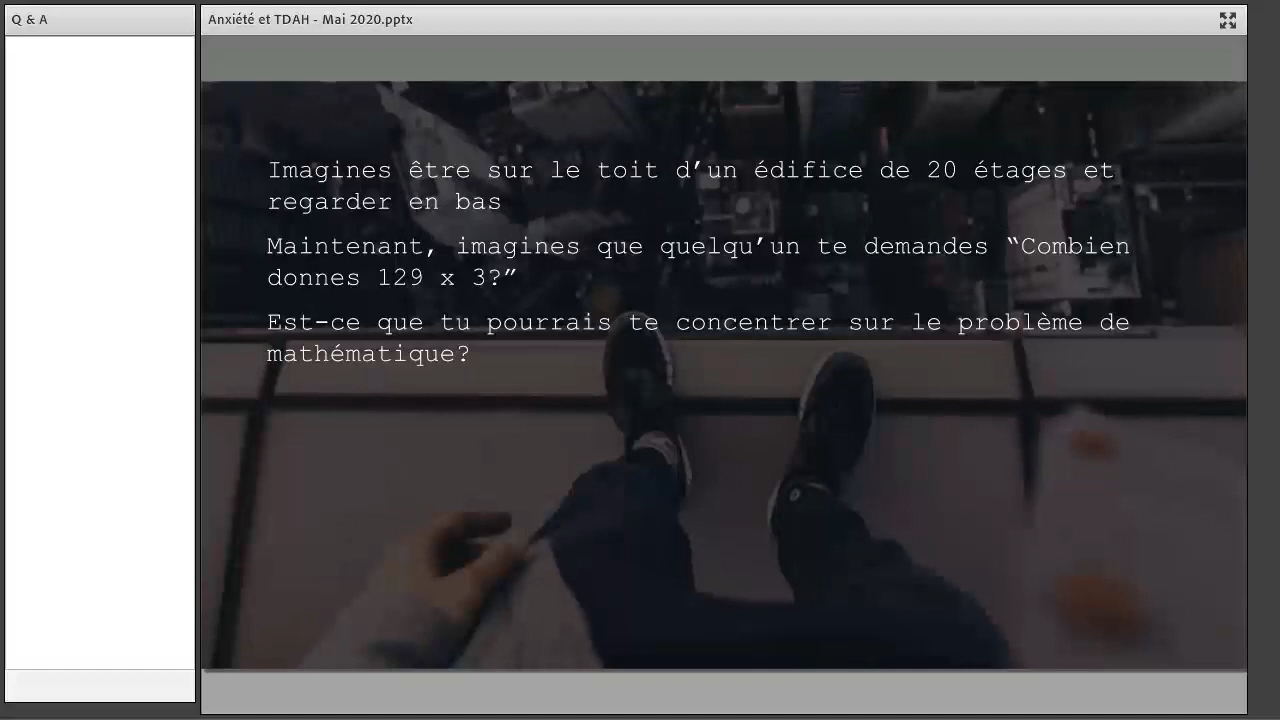 Q & A
Anxiété et TDAH - Mai 2020.pptx
Imagines être sur le toit d’un édifice de 20 étages et
regarder en bas
Maintenant, imagines que quelqu’un te demandes “Combien
donnes 129 x 3?”
Est-ce que tu pourrais te concentrer sur le problème de
mathématique?